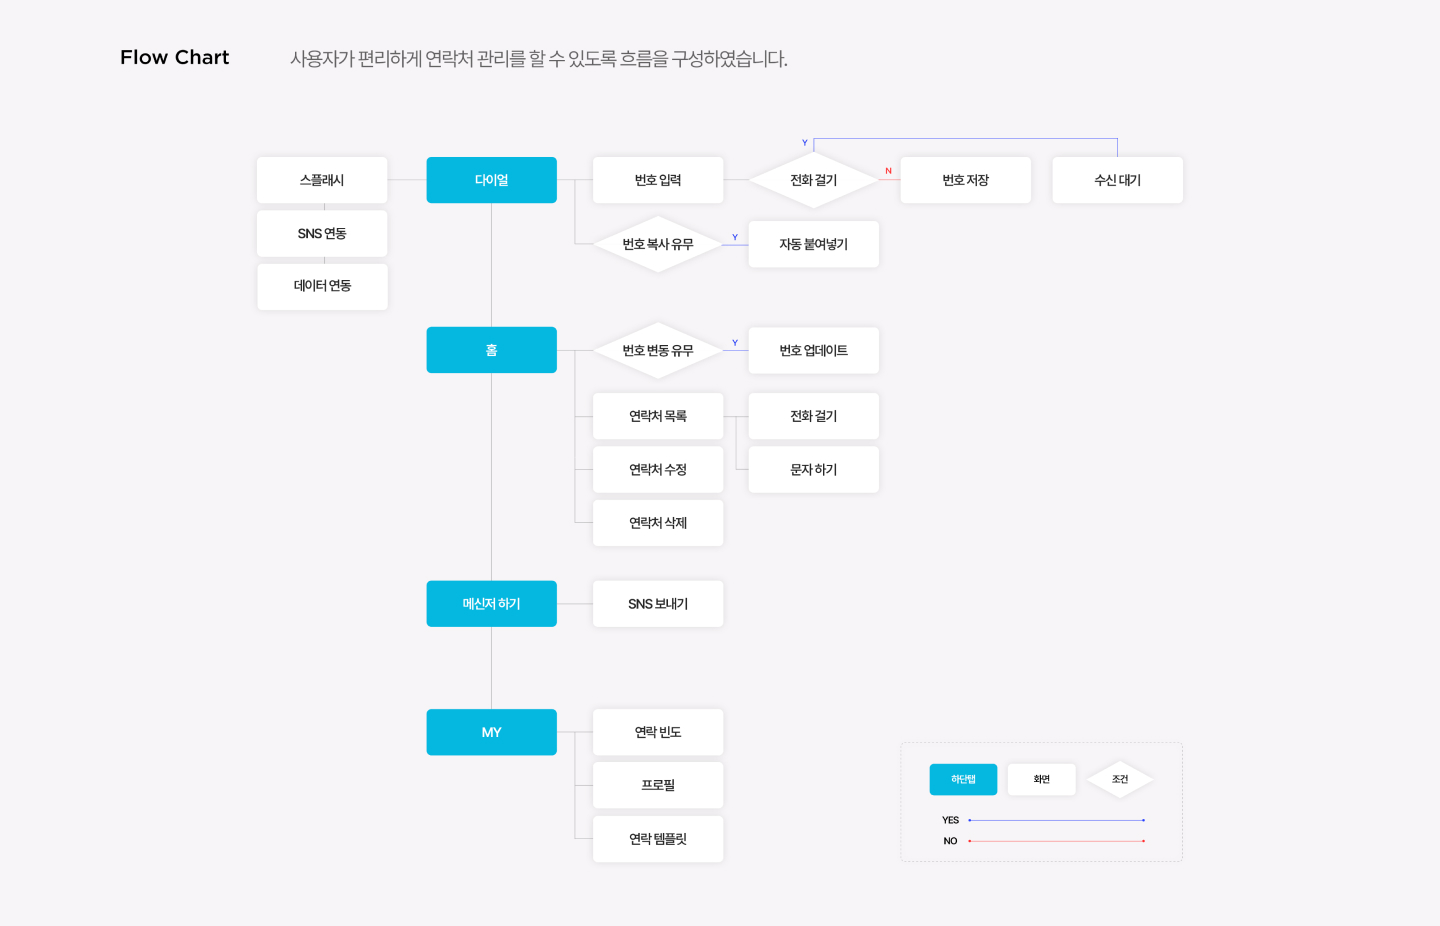 Flow Chart
사용자가 편리하게 연락처 관리를 할 수 있도록 흐름을 구성하였습니다.
Y
스플래시
다이얼
번호 입력
전화 걸기
N
번호 저장
수신 대기
SNS 연동
번호 복사 유무
Y
자동 붙여넣기
데이터 연동
홈
번호 변동 유무
Y
번호 업데이트
연락처 목록
전화 걸기
연락처 수정
문자 하기
연락처 삭제
메신저 하기
SNS 보내기
MY
연락 빈도
프로필
연락 템플릿
하단탭
화면
조건
YES
NO